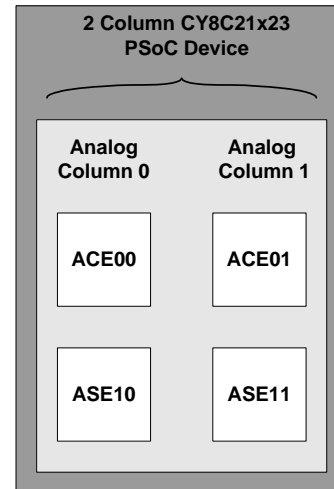 2 Column CY8C21x23
PSoC Device
Analog
Column 0
Analog
Column 1
ACE00
ACE01
ASE10
ASE11